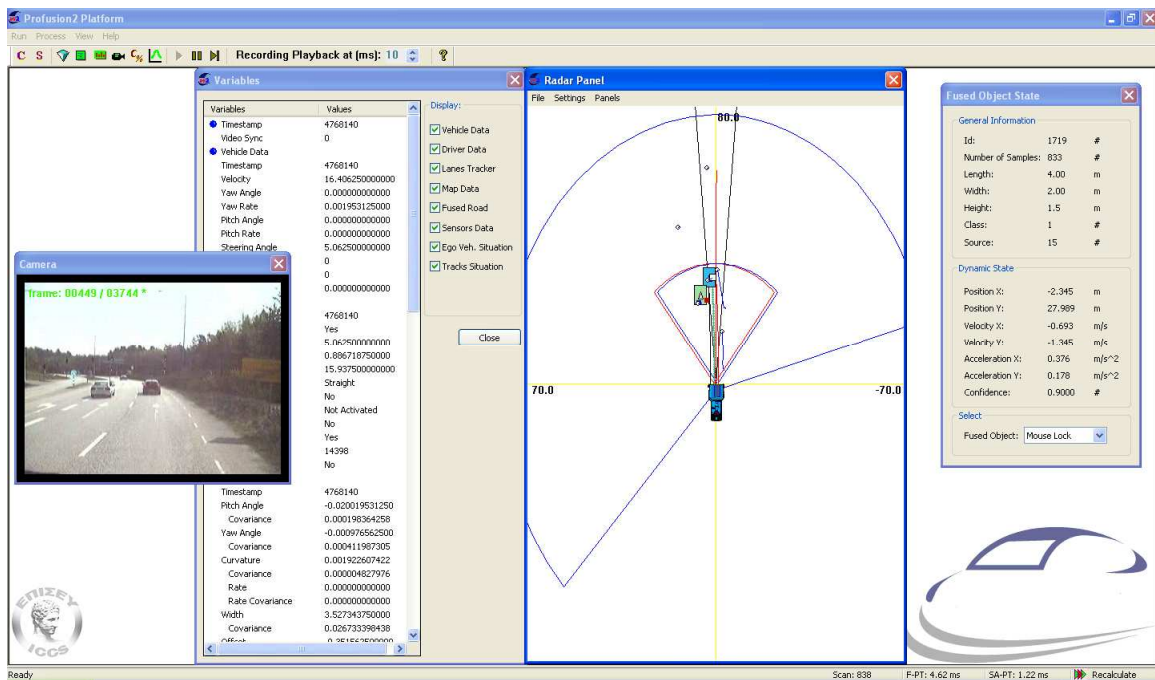 Profusion2 Platform
Run Process View Help
C S Recording Playback at (ms): 10
Variables
Variables Values
Timestamp 4768140
Video Sync 0
Vehicle Data
Timestamp 4768140
Velocity 16.406250000000
Yaw Angle 0.000000000000
Yaw Rate 0.001953125000
Pitch Angle 0.000000000000
Pitch Rate 0.000000000000
Steering Angle 5.062500000000
0
0
0.000000000000
4768140
Yes
5.062500000000
0.886718750000
15.937500000000
Straight
No
Not Activated
No
Yes
14398
No
Timestamp 4768140
Pitch Angle -0.020019531250
Covariance 0.000198364258
Yaw Angle -0.000976562500
Covariance 0.000411987305
Curvature 0.001922607422
Covariance 0.000004827976
Rate 0.000000000000
Rate Covariance 0.000000000000
Width 3.527343750000
Covariance 0.026733398438
Offset -0.351562500000
Display:
Vehicle Data
Driver Data
Lanes Tracker
Map Data
Fused Road
Sensors Data
Ego Veh. Situation
Tracks Situation
Close
Camera
frame: 00449 / 03744 *
Radar Panel
File Settings Panels
80.0
70.0
-70.0
Fused Object State
General Information
Id: 1719 #
Number of Samples: 833 #
Length: 4.00 m
Width: 2.00 m
Height: 1.5 m
Class: 1 #
Source: 15 #
Dynamic State
Position X: -2.345 m
Position Y: 27.989 m
Velocity X: -0.693 m/s
Velocity Y: -1.345 m/s
Acceleration X: 0.376 m/s^2
Acceleration Y: 0.178 m/s^2
Confidence: 0.9000 #
Select
Fused Object: Mouse Lock
ΕΠΙΣΕΥ
ICCS
Ready
Scan: 838 F-PT: 4.62 ms SA-PT: 1.22 ms Recalculate